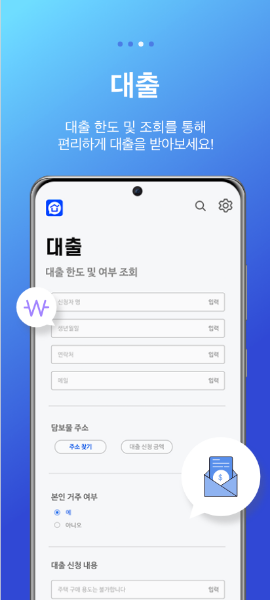 대출
대출 한도 및 조회를 통해
편리하게 대출을 받아보세요!
대출
대출 한도 및 여부 조회
신청자 명 입력
생년월일 입력
연락처 입력
메일 입력
담보물 주소
주소 찾기 대출 신청 금액
본인 거주 여부
예
아니오
대출 신청 내용
주택 구매 용도는 불가합니다 입력